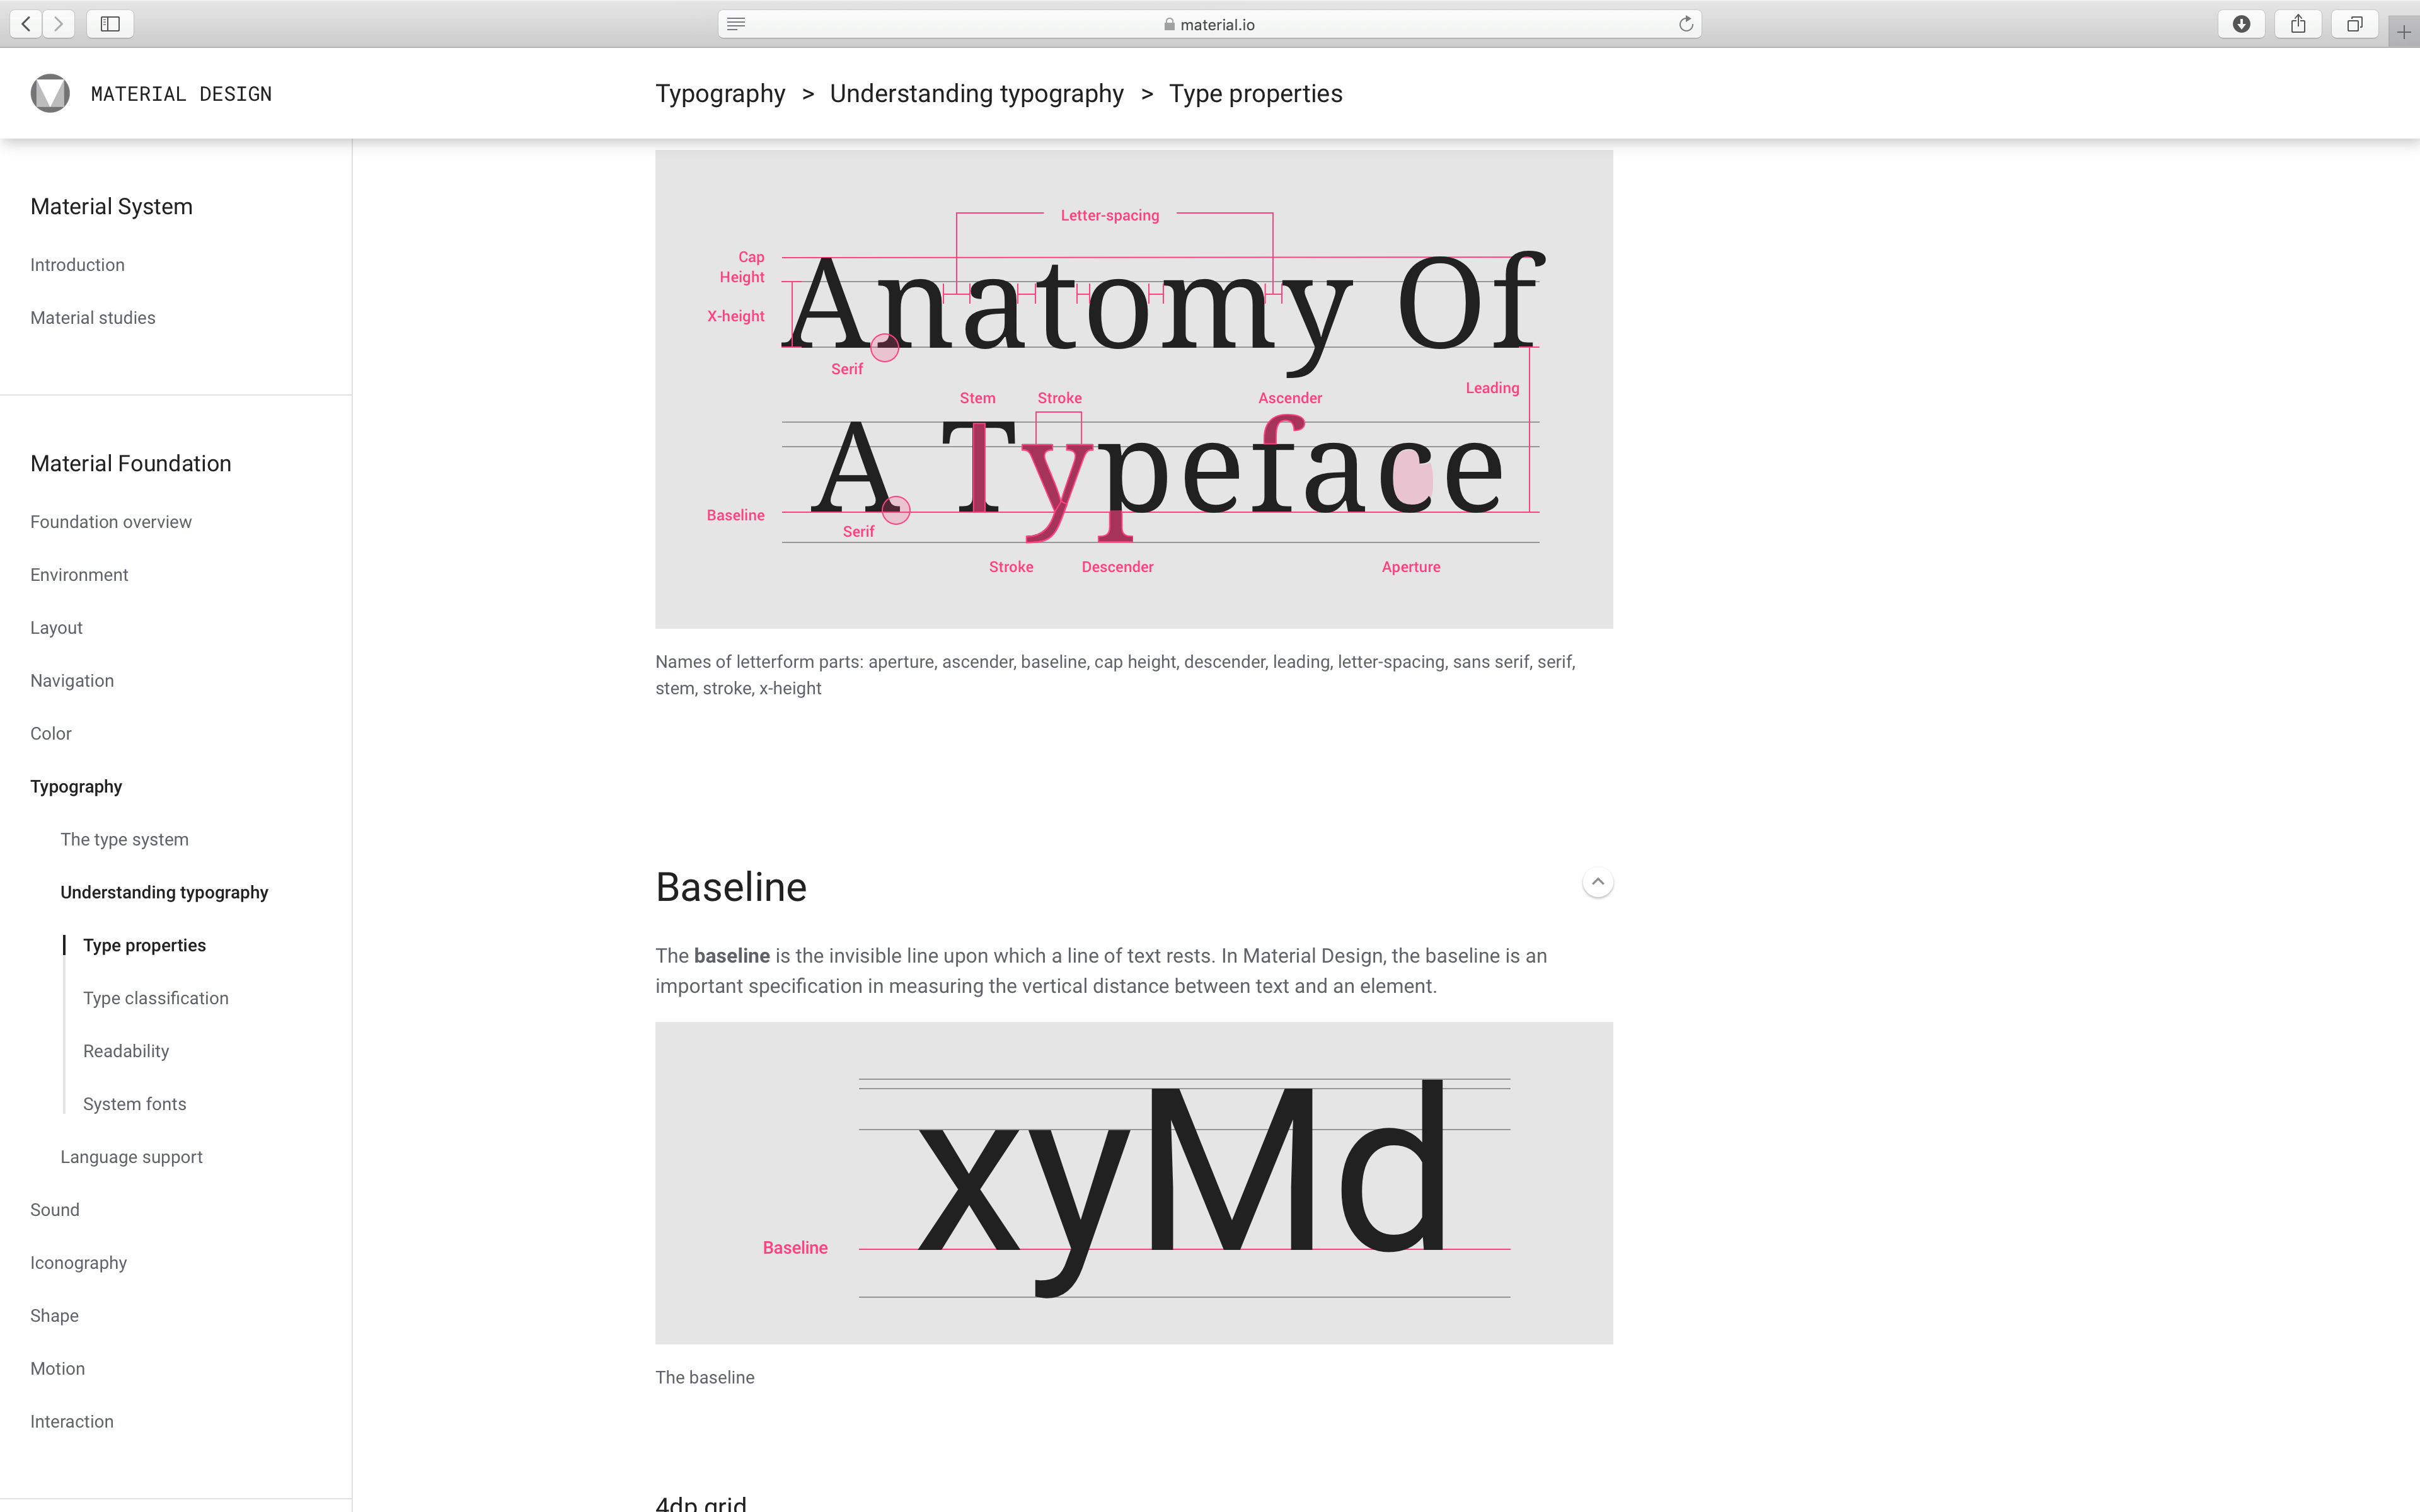 material.io
MATERIAL DESIGN
Typography > Understanding typography > Type properties
Material System
Introduction
Material studies
Material Foundation
Foundation overview
Environment
Layout
Navigation
Color
Typography
The type system
Understanding typography
Type properties
Type classification
Readability
System fonts
Language support
Sound
Iconography
Shape
Motion
Interaction
Letter-spacing
Cap
Height
X-height
Anatomy Of
Serif
Leading
Stem Stroke Ascender
A Typeface
Baseline
Serif
Stroke Descender Aperture
Names of letterform parts: aperture, ascender, baseline, cap height, descender, leading, letter-spacing, sans serif, serif,
stem, stroke, x-height
Baseline
The baseline is the invisible line upon which a line of text rests. In Material Design, the baseline is an
important specification in measuring the vertical distance between text and an element.
xyMd
Baseline
The baseline
4dp grid